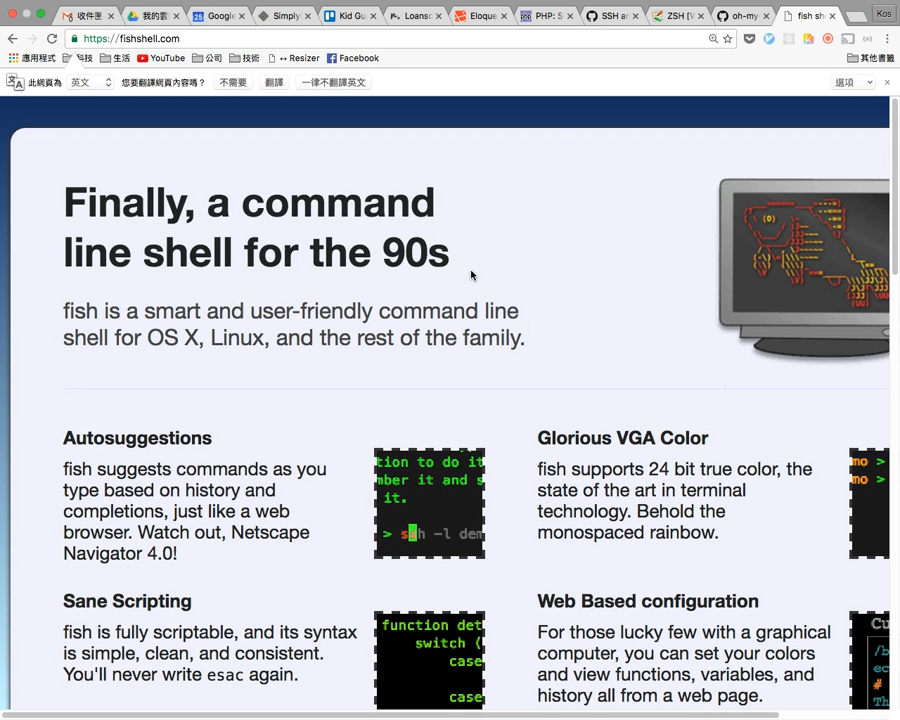 收件匣
我的雲
Google
Simply
Kid Gu
Loansc
Eloque
PHP: S
SSH an
ZSH [W
oh-my
fish sh
Kos
https://fishshell.com
應用程式
科技
生活
YouTube
公司
技術
↔ Resizer
Facebook
其他書籤
此網頁為
英文
您要翻譯網頁內容嗎？
不需要
翻譯
一律不翻譯英文
選項
Finally, a command
line shell for the 90s
fish is a smart and user-friendly command line
shell for OS X, Linux, and the rest of the family.
Autosuggestions
fish suggests commands as you
type based on history and
completions, just like a web
browser. Watch out, Netscape
Navigator 4.0!
tion to do it
mber it and s
it.
> ssh -l dem
Glorious VGA Color
fish supports 24 bit true color, the
state of the art in terminal
technology. Behold the
monospaced rainbow.
mo >
mo >
Sane Scripting
fish is fully scriptable, and its syntax
is simple, clean, and consistent.
You'll never write esac again.
function det
switch (
case
case
Web Based configuration
For those lucky few with a graphical
computer, you can set your colors
and view functions, variables, and
history all from a web page.
Cu
/b
ec
#
Th